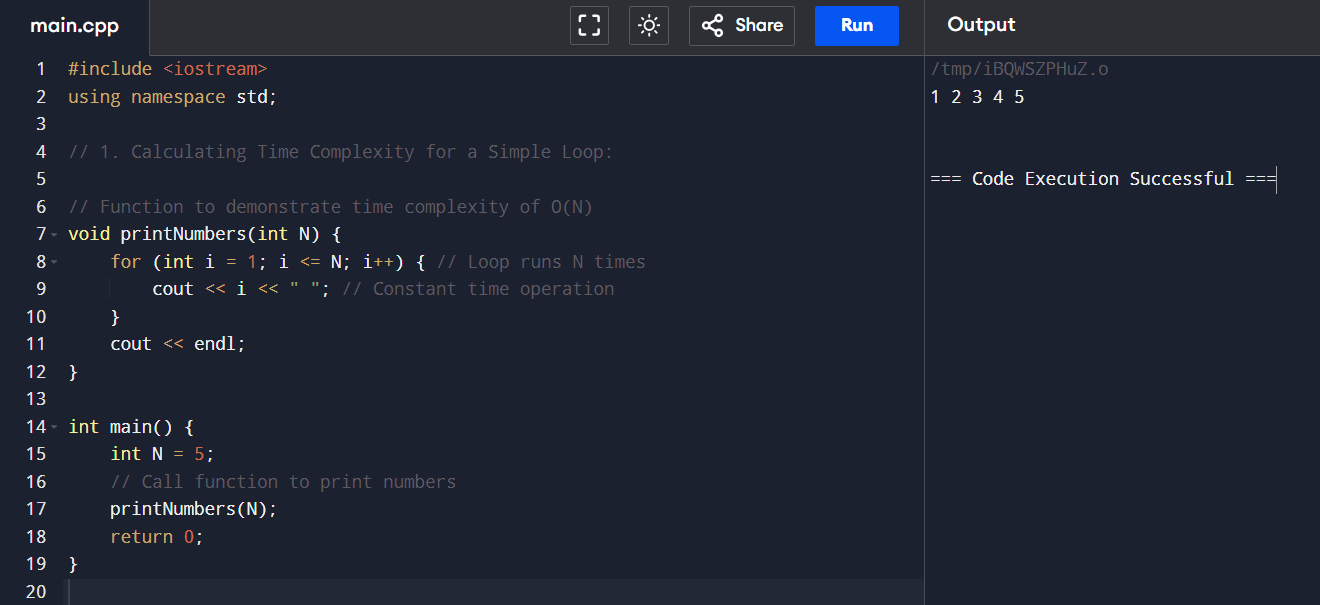 main.cpp
Share
Run
Output
1 #include <iostream>
2 using namespace std;
3
4 // 1. Calculating Time Complexity for a Simple Loop:
5
6 // Function to demonstrate time complexity of O(N)
7 void printNumbers(int N) {
8     for (int i = 1; i <= N; i++) { // Loop runs N times
9         cout << i << " "; // Constant time operation
10     }
11     cout << endl;
12 }
13
14 int main() {
15     int N = 5;
16     // Call function to print numbers
17     printNumbers(N);
18     return 0;
19 }
20
/tmp/iBQWSZPHuZ.o
1 2 3 4 5
=== Code Execution Successful ===